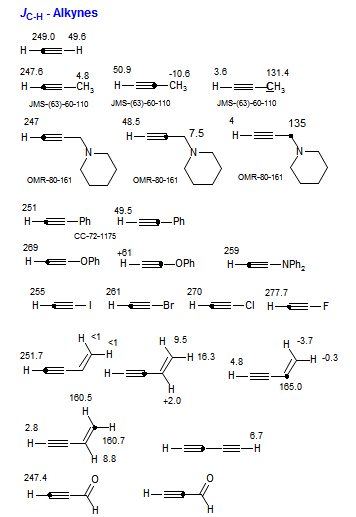 JC-H - Alkynes
249.0 49.6
H H
247.6 4.8 50.9 -10.6 3.6 131.4
H CH3 H CH3 H CH3
JMS-(63)-60-110 JMS-(63)-60-110 JMS-(63)-60-110
247 48.5 4 135
H H 7.5 H
N N N
OMR-80-161 OMR-80-161 OMR-80-161
251 49.5
H Ph H Ph
CC-72-1175
269 +61 259
H OPh H OPh H NPh2
255 261 270 277.7
H I H Br H Cl H F
H <1 H 9.5 H -3.7
<1
251.7 H H 16.3 4.8 H -0.3
H H H
H 165.0
+2.0
160.5
H
2.8 H 160.7 6.7
H H H
H 8.8
247.4 O O
H H
H H